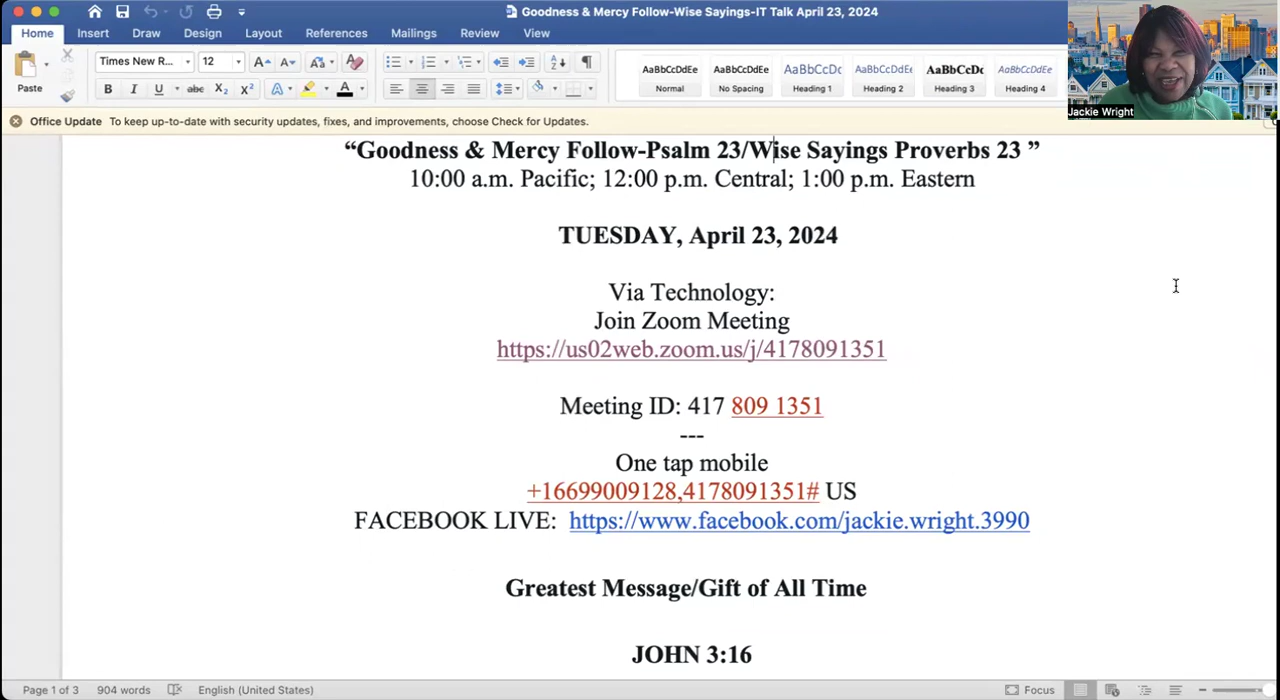 Goodness & Mercy Follow-Wise Sayings-IT Talk April 23, 2024
Home Insert Draw Design Layout References Mailings Review View
Times New R... 12
Paste
AaBbCcDdEe AaBbCcDdEe AaBbCcDc AaBbCcDdEe AaBbCcDc AaBbCcDdEe
Normal No Spacing Heading 1 Heading 2 Heading 3 Heading 4
Jackie Wright
Office Update To keep up-to-date with security updates, fixes, and improvements, choose Check for Updates.
“Goodness & Mercy Follow-Psalm 23/Wise Sayings Proverbs 23 ”
10:00 a.m. Pacific; 12:00 p.m. Central; 1:00 p.m. Eastern
TUESDAY, April 23, 2024
Via Technology:
Join Zoom Meeting
https://us02web.zoom.us/j/4178091351
Meeting ID: 417 809 1351
---
One tap mobile
+16699009128,4178091351# US
FACEBOOK LIVE: https://www.facebook.com/jackie.wright.3990
Greatest Message/Gift of All Time
JOHN 3:16
Page 1 of 3 904 words English (United States) Focus